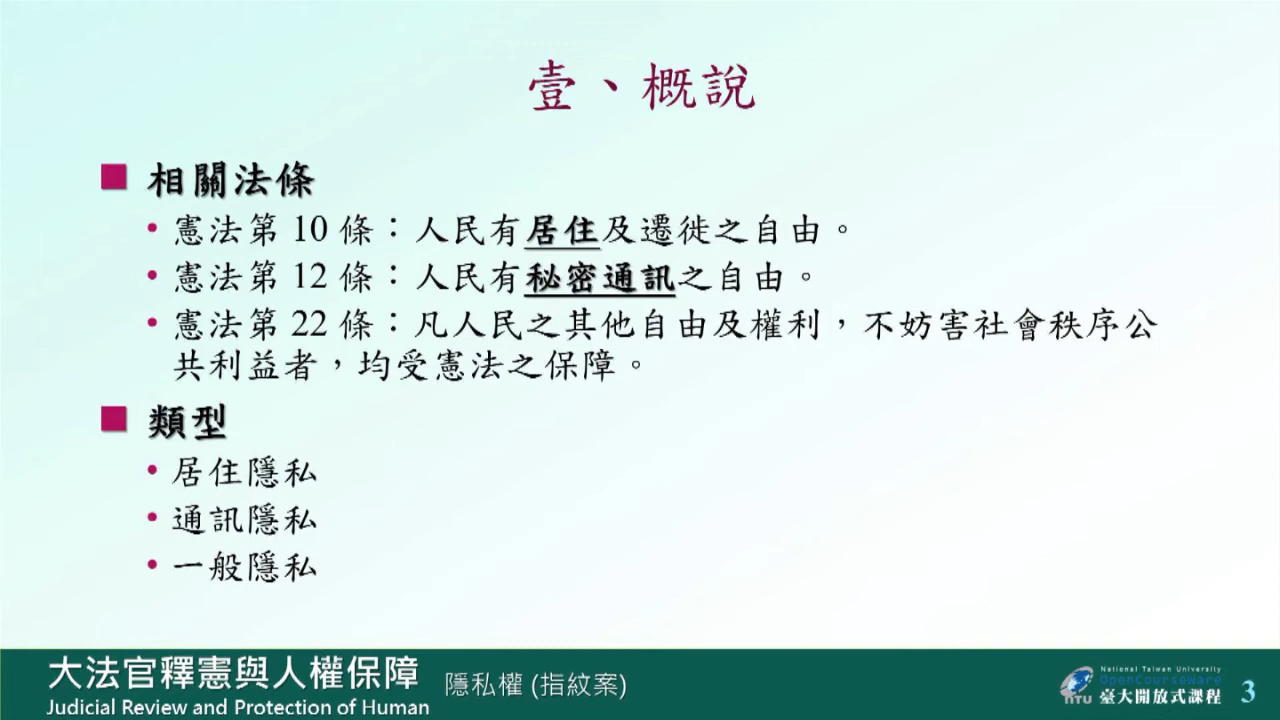 壹、概說
相關法條
• 憲法第 10 條：人民有居住及遷徙之自由。
• 憲法第 12 條：人民有秘密通訊之自由。
• 憲法第 22 條：凡人民之其他自由及權利，不妨害社會秩序公
共利益者，均受憲法之保障。
類型
• 居住隱私
• 通訊隱私
• 一般隱私
大法官釋憲與人權保障 隱私權 (指紋案)
Judicial Review and Protection of Human
National Taiwan University
OpenCourseWare
NTU 臺大開放式課程 3